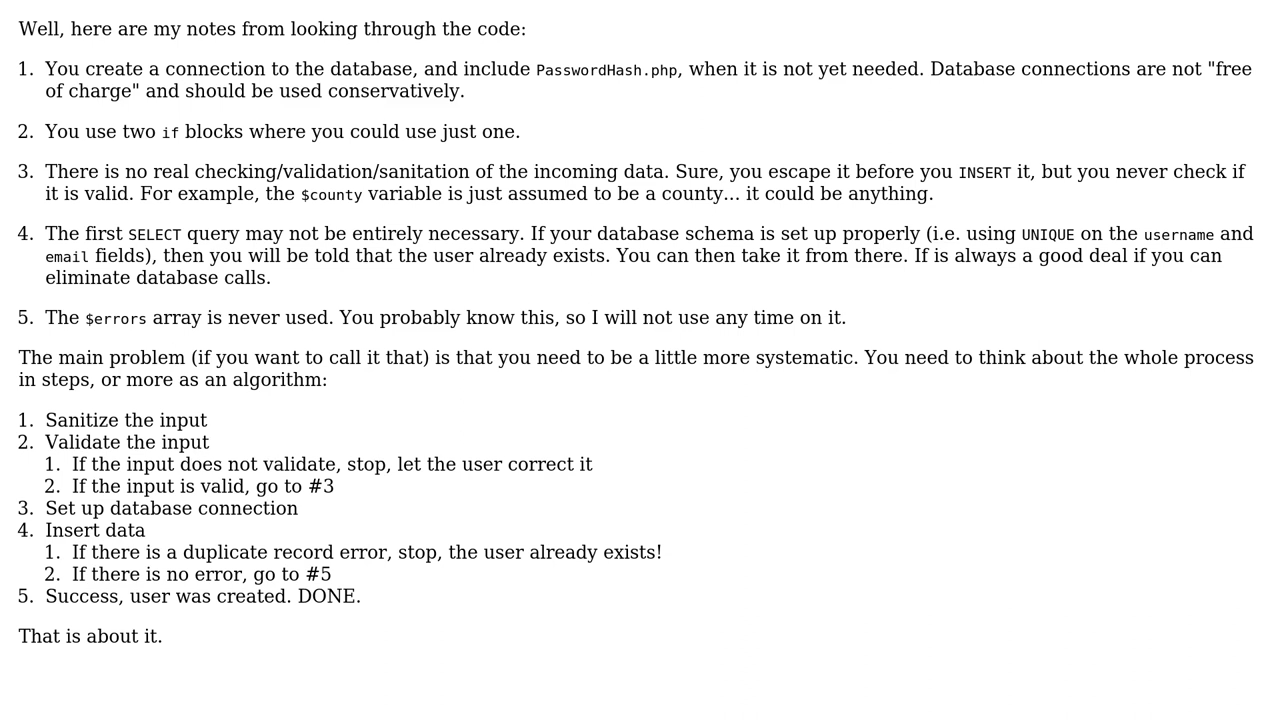 Well, here are my notes from looking through the code:
1. You create a connection to the database, and include PasswordHash.php, when it is not yet needed. Database connections are not "free
of charge" and should be used conservatively.
2. You use two if blocks where you could use just one.
3. There is no real checking/validation/sanitation of the incoming data. Sure, you escape it before you INSERT it, but you never check if
it is valid. For example, the $county variable is just assumed to be a county... it could be anything.
4. The first SELECT query may not be entirely necessary. If your database schema is set up properly (i.e. using UNIQUE on the username and
email fields), then you will be told that the user already exists. You can then take it from there. If is always a good deal if you can
eliminate database calls.
5. The $errors array is never used. You probably know this, so I will not use any time on it.
The main problem (if you want to call it that) is that you need to be a little more systematic. You need to think about the whole process
in steps, or more as an algorithm:
1. Sanitize the input
2. Validate the input
1. If the input does not validate, stop, let the user correct it
2. If the input is valid, go to #3
3. Set up database connection
4. Insert data
1. If there is a duplicate record error, stop, the user already exists!
2. If there is no error, go to #5
5. Success, user was created. DONE.
That is about it.